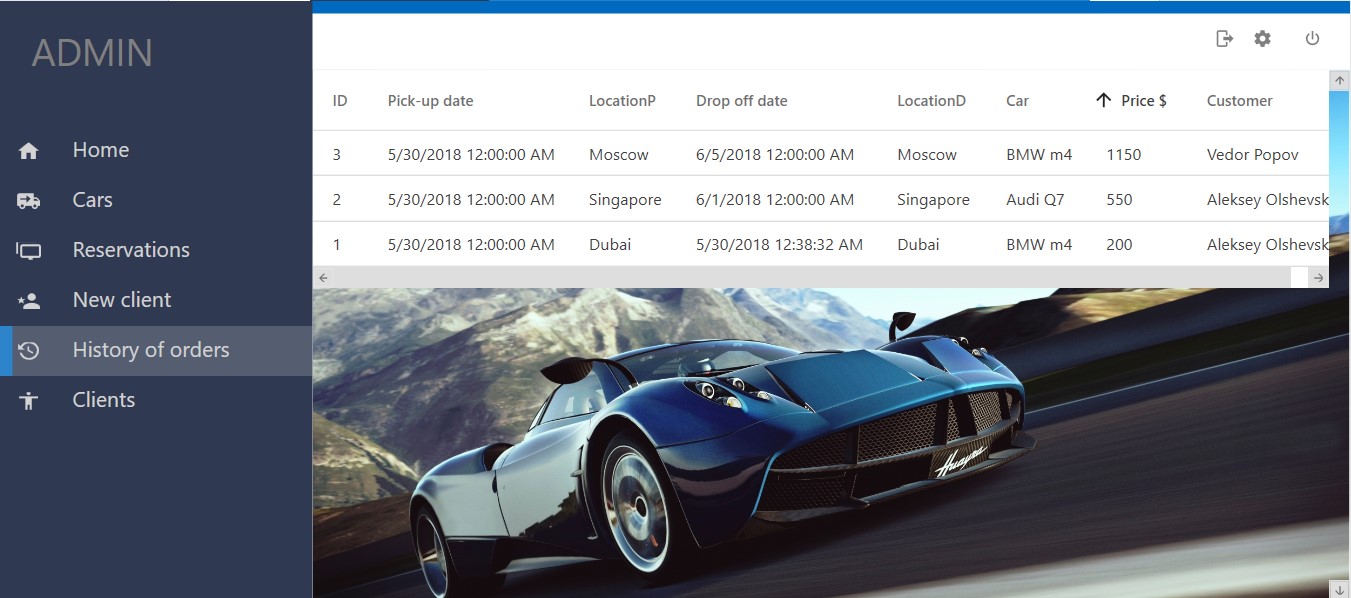 ADMIN
Home
Cars
Reservations
New client
History of orders
Clients
ID Pick-up date LocationP Drop off date LocationD Car Price $ Customer
3 5/30/2018 12:00:00 AM Moscow 6/5/2018 12:00:00 AM Moscow BMW m4 1150 Vedor Popov
2 5/30/2018 12:00:00 AM Singapore 6/1/2018 12:00:00 AM Singapore Audi Q7 550 Aleksey Olshevsk
1 5/30/2018 12:00:00 AM Dubai 5/30/2018 12:38:32 AM Dubai BMW m4 200 Aleksey Olshevsk
Huayra